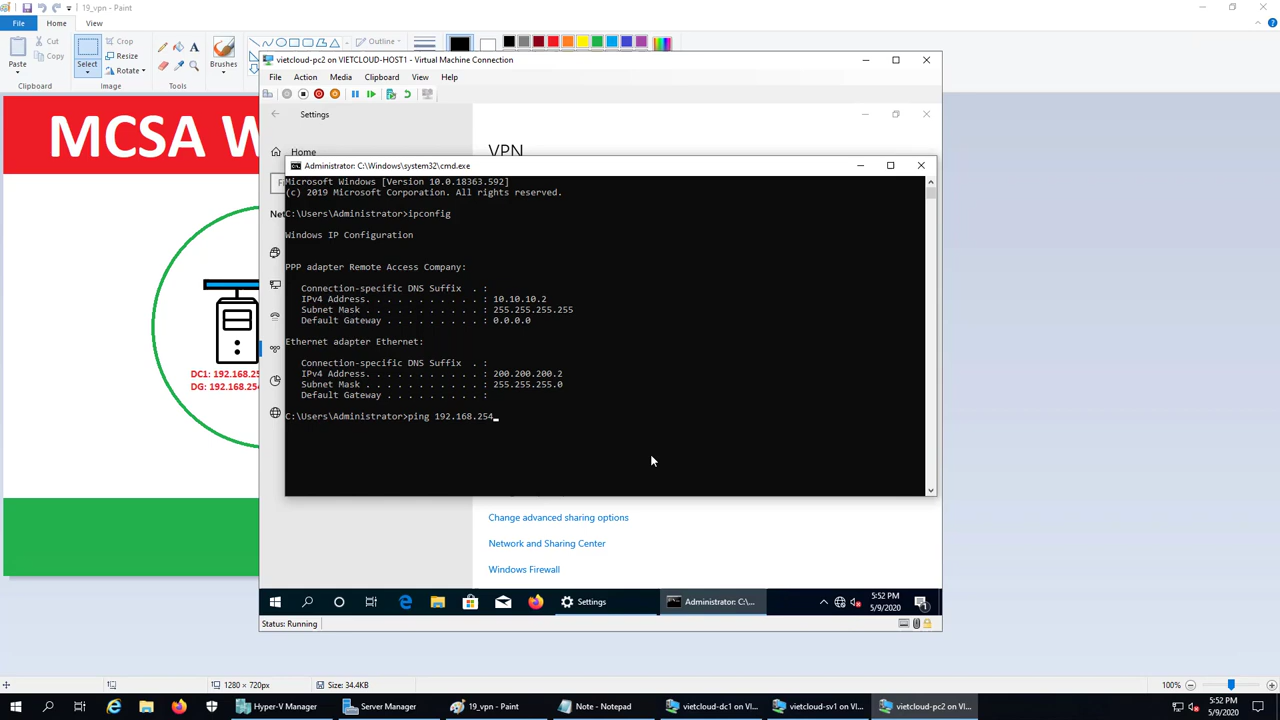 19_vpn - Paint
File
Home
View
Paste
Cut
Copy
Clipboard
Select
Crop
Resize
Rotate
Image
Tools
Brushes
Outline
MCSA W
DC1: 192.168.25
DG: 192.168.254
vietcloud-pc2 on VIETCLOUD-HOST1 - Virtual Machine Connection
File
Action
Media
Clipboard
View
Help
Settings
Home
VPN
F
Net
Administrator: C:\Windows\system32\cmd.exe
Microsoft Windows [Version 10.0.18363.592]
(c) 2019 Microsoft Corporation. All rights reserved.
C:\Users\Administrator>ipconfig
Windows IP Configuration
PPP adapter Remote Access Company:
Connection-specific DNS Suffix . :
IPv4 Address. . . . . . . . . . . : 10.10.10.2
Subnet Mask . . . . . . . . . . . : 255.255.255.255
Default Gateway . . . . . . . . . : 0.0.0.0
Ethernet adapter Ethernet:
Connection-specific DNS Suffix . :
IPv4 Address. . . . . . . . . . . : 200.200.200.2
Subnet Mask . . . . . . . . . . . : 255.255.255.0
Default Gateway . . . . . . . . . :
C:\Users\Administrator>ping 192.168.254_
Change advanced sharing options
Network and Sharing Center
Windows Firewall
Settings
Administrator: C:\...
5:52 PM
5/9/2020
1
Status: Running
1280 × 720px
Size: 34.4KB
100%
Hyper-V Manager
Server Manager
19_vpn - Paint
Note - Notepad
vietcloud-dc1 on VI...
vietcloud-sv1 on VI...
vietcloud-pc2 on VI...
5:52 PM
5/9/2020